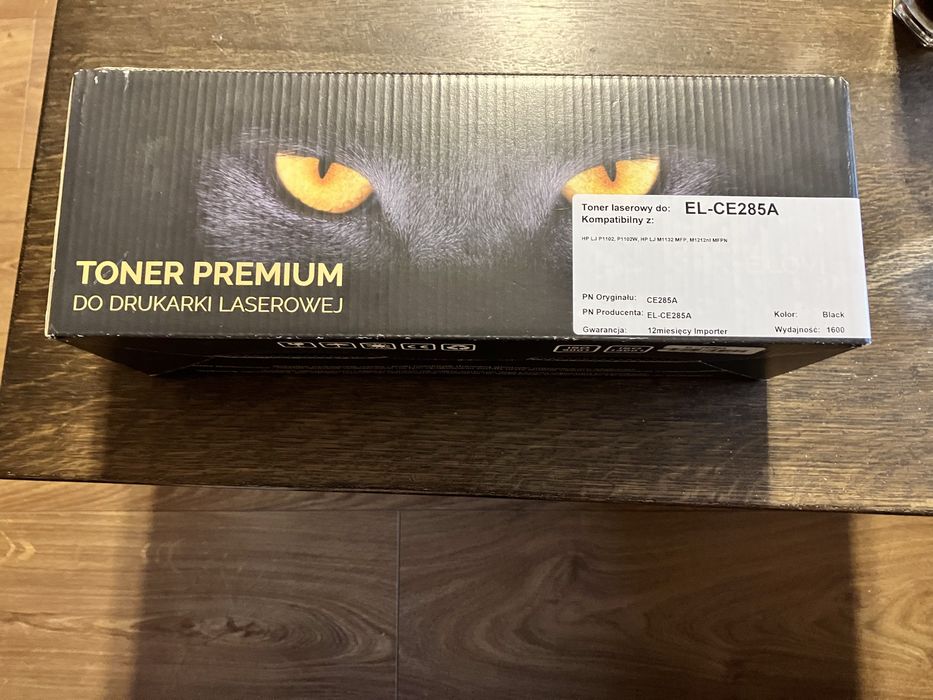 TONER PREMIUM
DO DRUKARKI LASEROWEJ
Toner laserowy do: EL-CE285A
Kompatibilny z:
HP LJ P1102, P1102W, HP LJ M1132 MFP, M1212nf MFPN
PN Oryginału: CE285A
PN Producenta: EL-CE285A
Kolor: Black
Gwarancja: 12miesięcy Importer
Wydajność: 1600